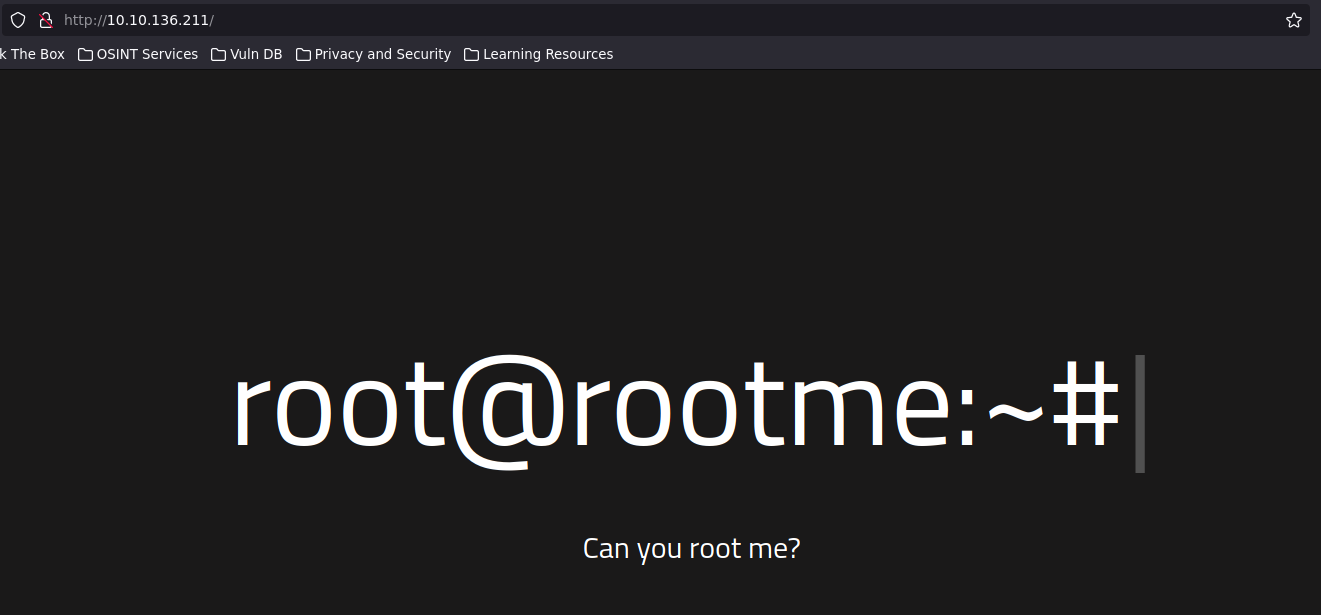 http://10.10.136.211/
k The Box OSINT Services Vuln DB Privacy and Security Learning Resources
root@rootme:~#
Can you root me?